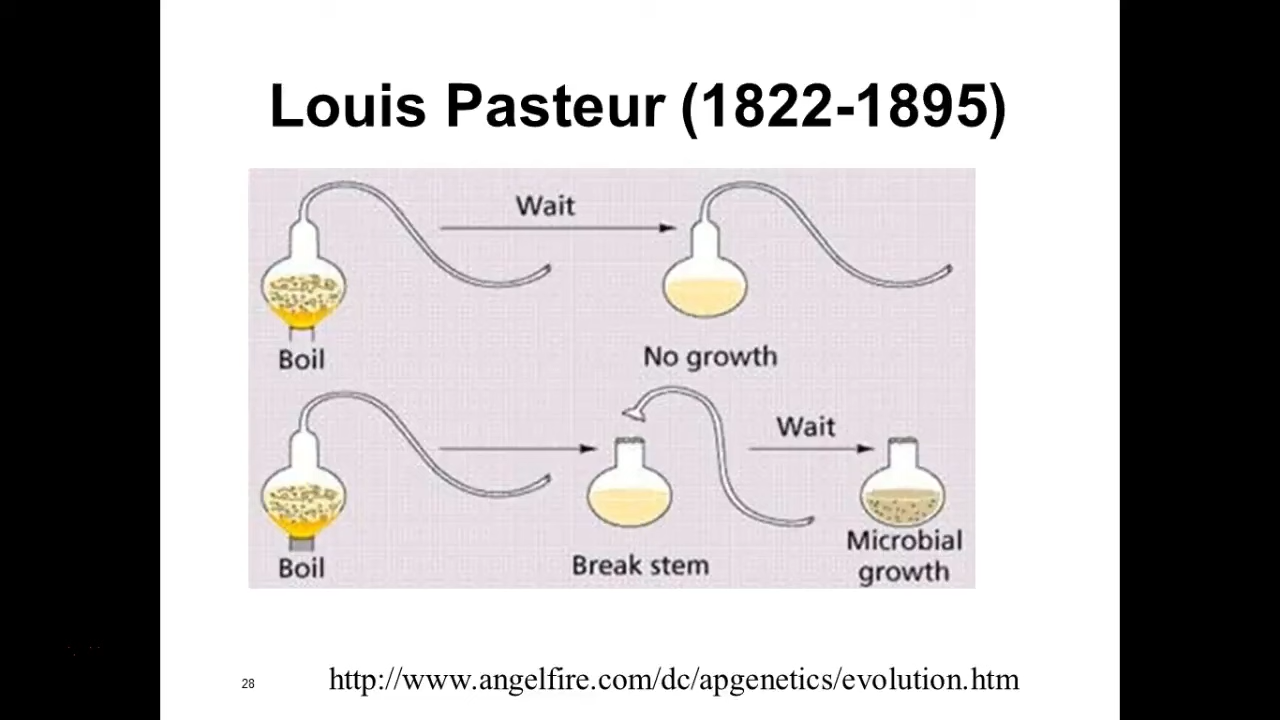 Louis Pasteur (1822-1895)
Wait
Boil
No growth
Wait
Boil
Break stem
Microbial
growth
28
http://www.angelfire.com/dc/apgenetics/evolution.htm